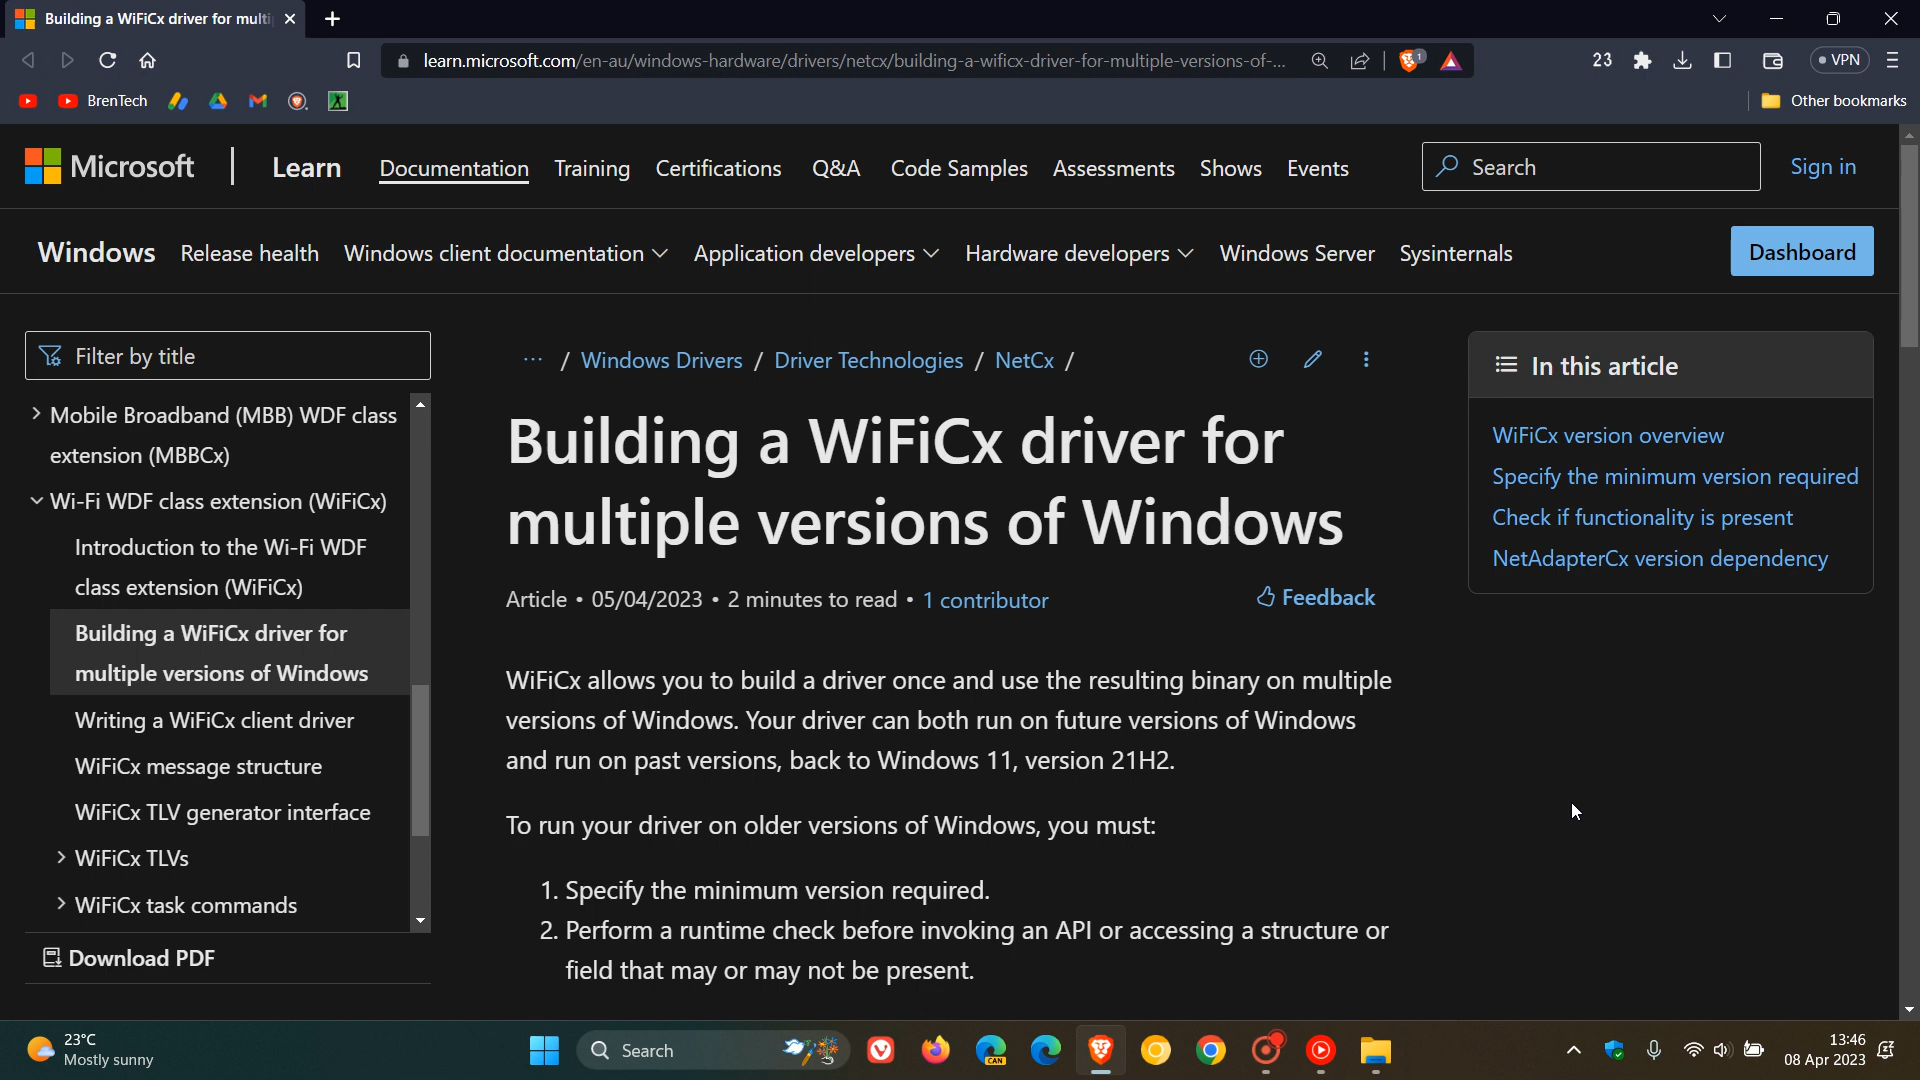 Building a WiFiCx driver for multi
learn.microsoft.com/en-au/windows-hardware/drivers/netcx/building-a-wificx-driver-for-multiple-versions-of-...
1
23
VPN
BrenTech
Other bookmarks
Microsoft
Learn
Documentation
Training
Certifications
Q&A
Code Samples
Assessments
Shows
Events
Search
Sign in
Windows
Release health
Windows client documentation
Application developers
Hardware developers
Windows Server
Sysinternals
Dashboard
Filter by title
Mobile Broadband (MBB) WDF class
extension (MBBCx)
Wi-Fi WDF class extension (WiFiCx)
Introduction to the Wi-Fi WDF
class extension (WiFiCx)
Building a WiFiCx driver for
multiple versions of Windows
Writing a WiFiCx client driver
WiFiCx message structure
WiFiCx TLV generator interface
WiFiCx TLVs
WiFiCx task commands
Download PDF
... / Windows Drivers / Driver Technologies / NetCx /
Building a WiFiCx driver for
multiple versions of Windows
Article • 05/04/2023 • 2 minutes to read • 1 contributor
Feedback
WiFiCx allows you to build a driver once and use the resulting binary on multiple
versions of Windows. Your driver can both run on future versions of Windows
and run on past versions, back to Windows 11, version 21H2.
To run your driver on older versions of Windows, you must:
1. Specify the minimum version required.
2. Perform a runtime check before invoking an API or accessing a structure or
field that may or may not be present.
In this article
WiFiCx version overview
Specify the minimum version required
Check if functionality is present
NetAdapterCx version dependency
23°C
Mostly sunny
Search
CAN
13:46
08 Apr 2023